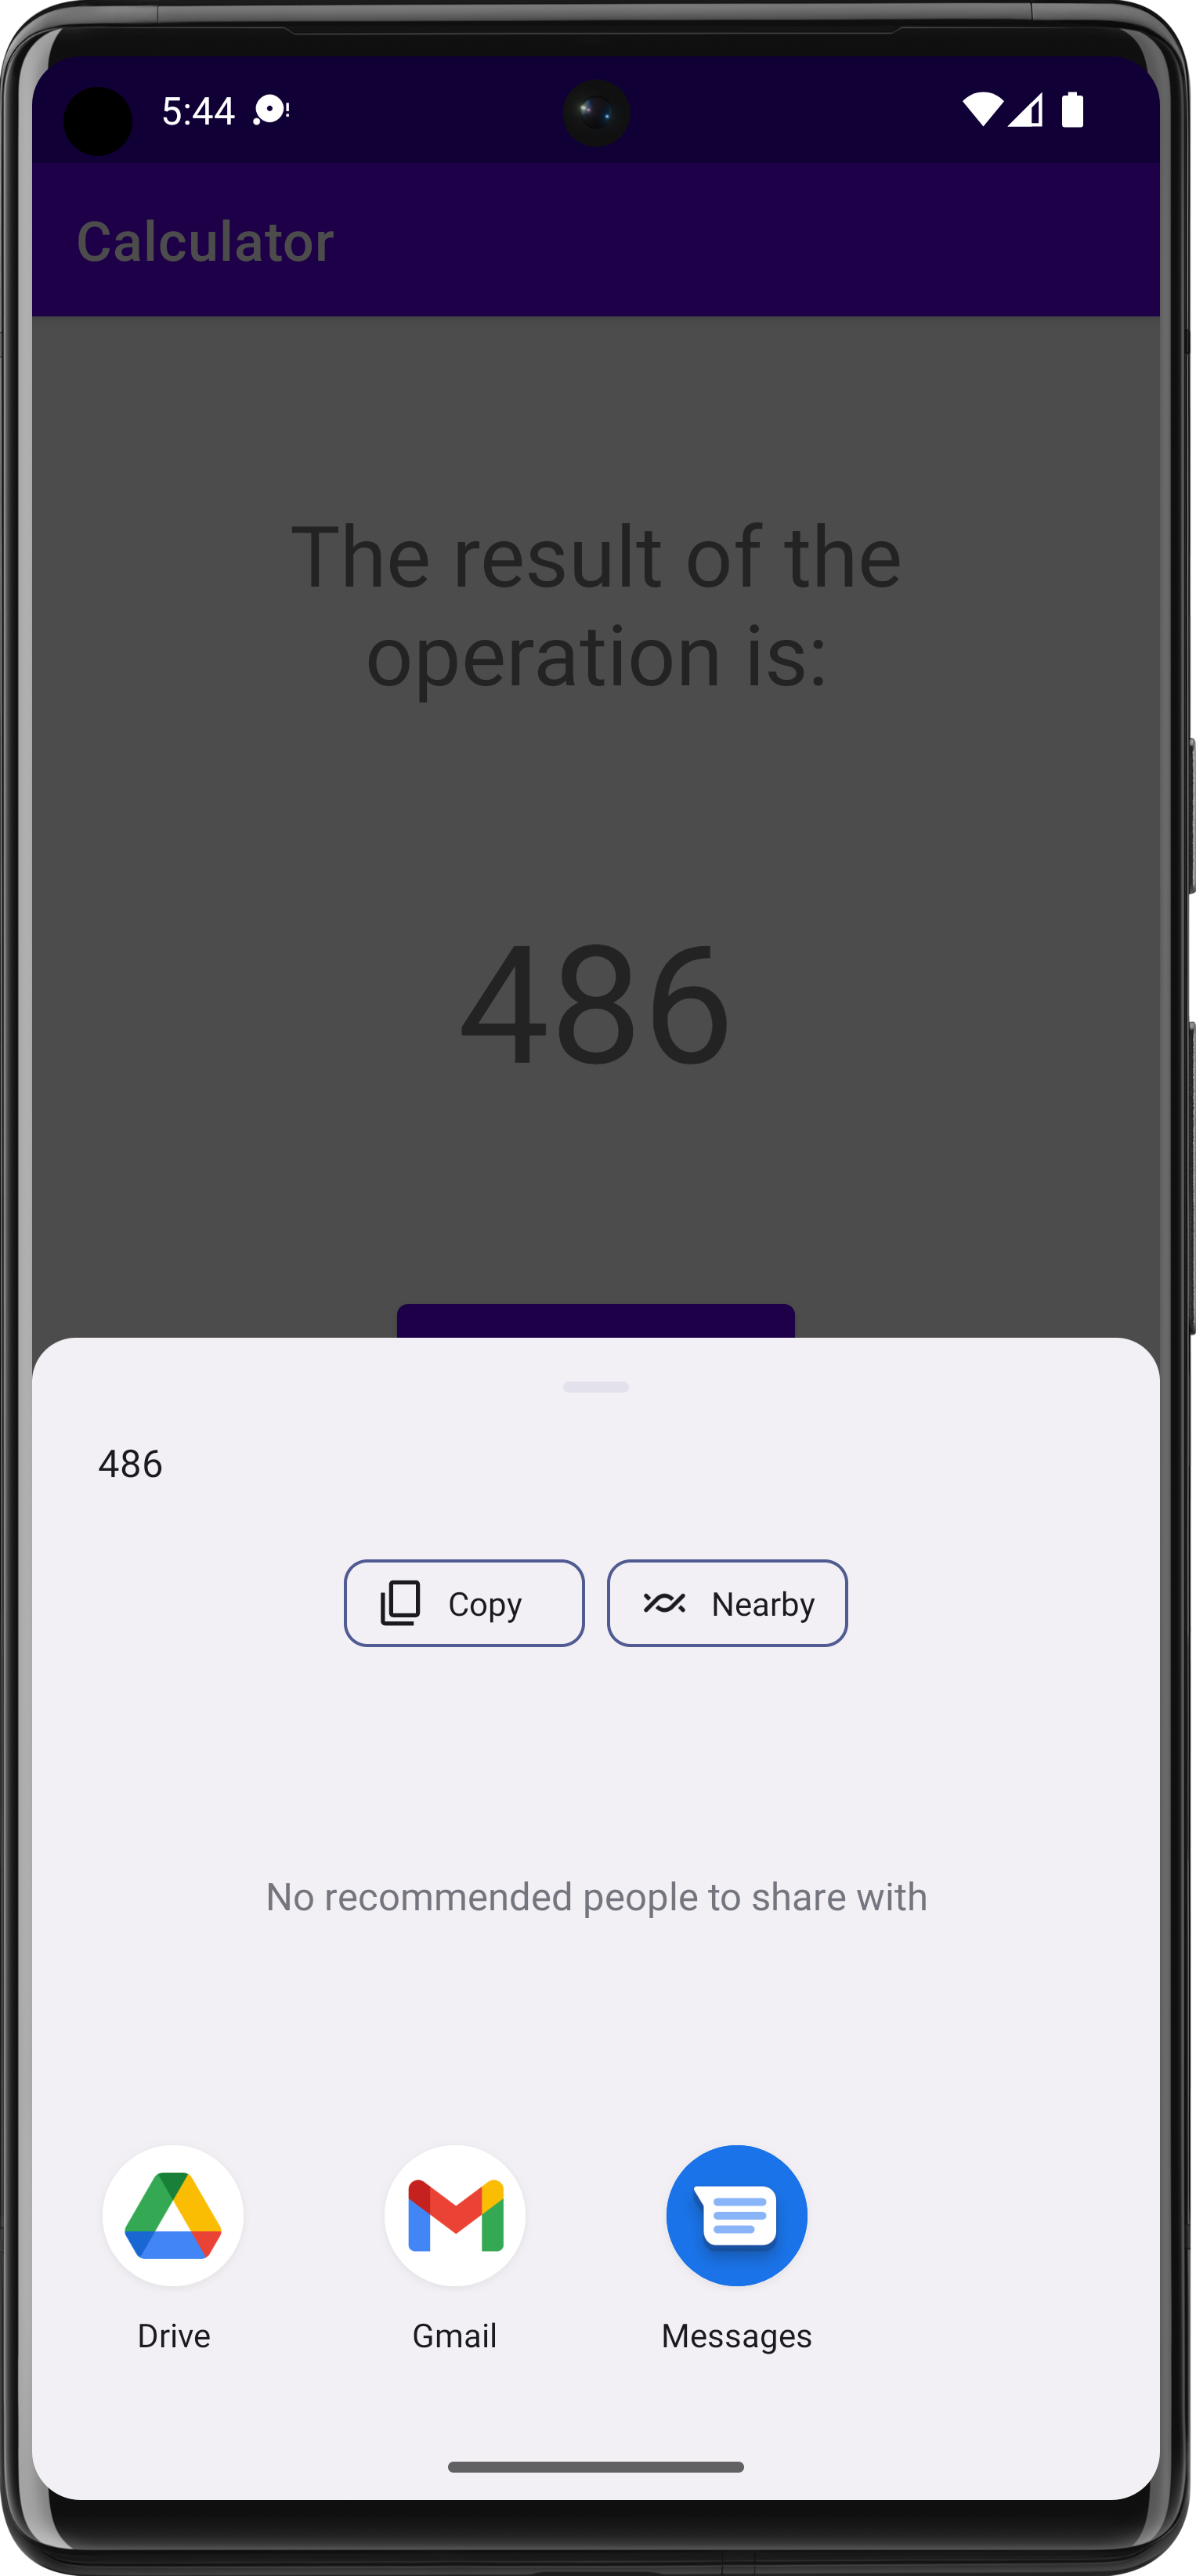 5:44
Calculator
The result of the
operation is:
486
486
Copy Nearby
No recommended people to share with
Drive Gmail Messages